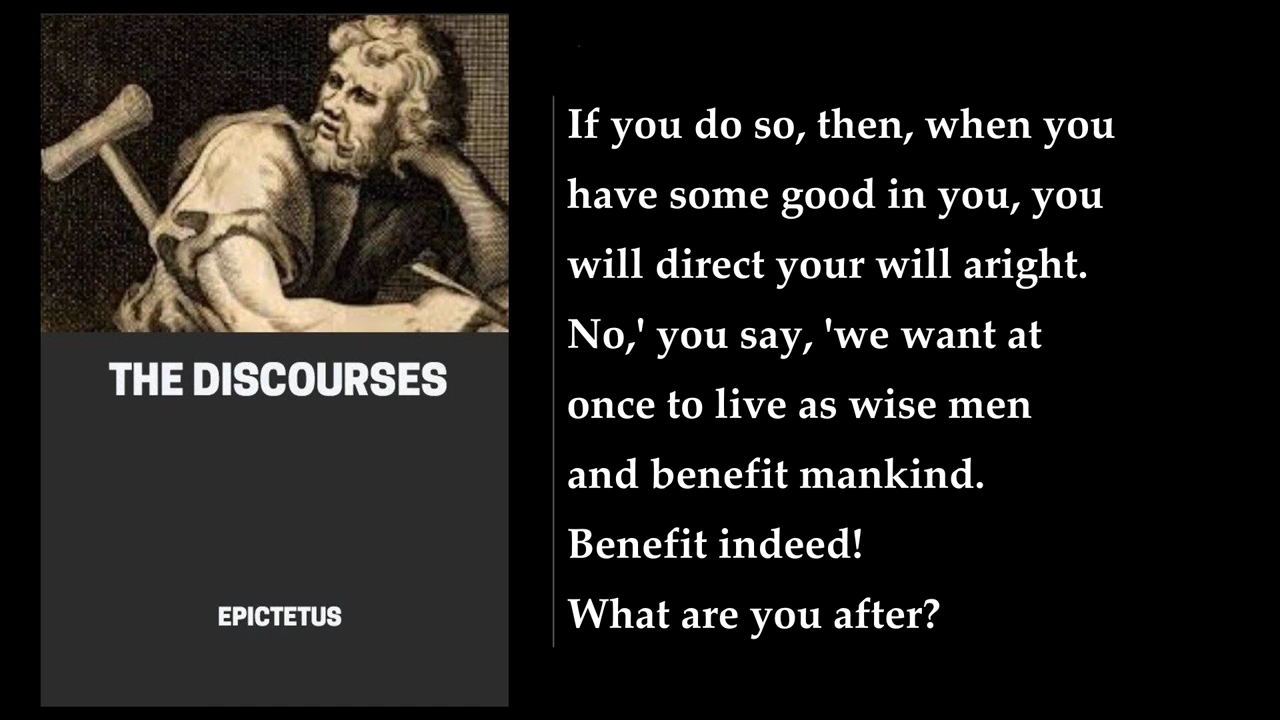 THE DISCOURSES
EPICTETUS
If you do so, then, when you
have some good in you, you
will direct your will aright.
No,' you say, 'we want at
once to live as wise men
and benefit mankind.
Benefit indeed!
What are you after?